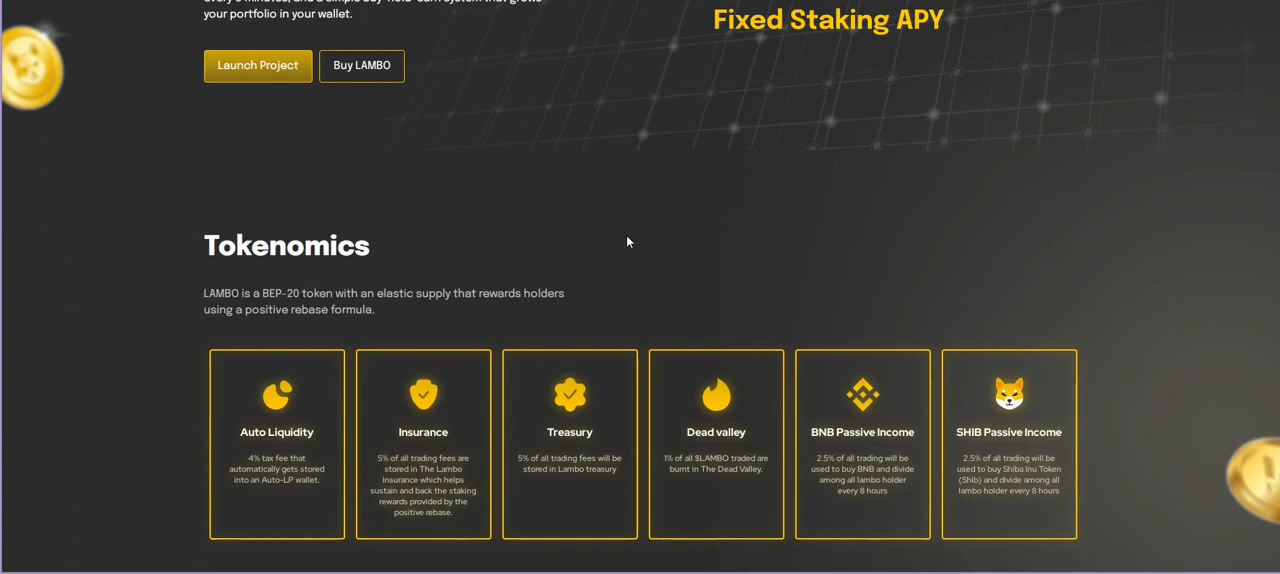 your portfolio in your wallet.
Fixed Staking APY
Launch Project
Buy LAMBO
Tokenomics
LAMBO is a BEP-20 token with an elastic supply that rewards holders
using a positive rebase formula.
Auto Liquidity
4% tax fee that
automatically gets stored
into an Auto-LP wallet.
Insurance
5% of all trading fees are
stored in The Lambo
Insurance which helps
sustain and back the staking
rewards provided by the
positive rebase.
Treasury
5% of all trading fees will be
stored in Lambo treasury
Dead valley
1% of all $LAMBO traded are
burnt in The Dead Valley.
BNB Passive Income
2.5% of all trading will be
used to buy BNB and divide
among all lambo holder
every 8 hours
SHIB Passive Income
2.5% of all trading will be
used to buy Shiba Inu Token
(Shib) and divide among all
lambo holder every 8 hours